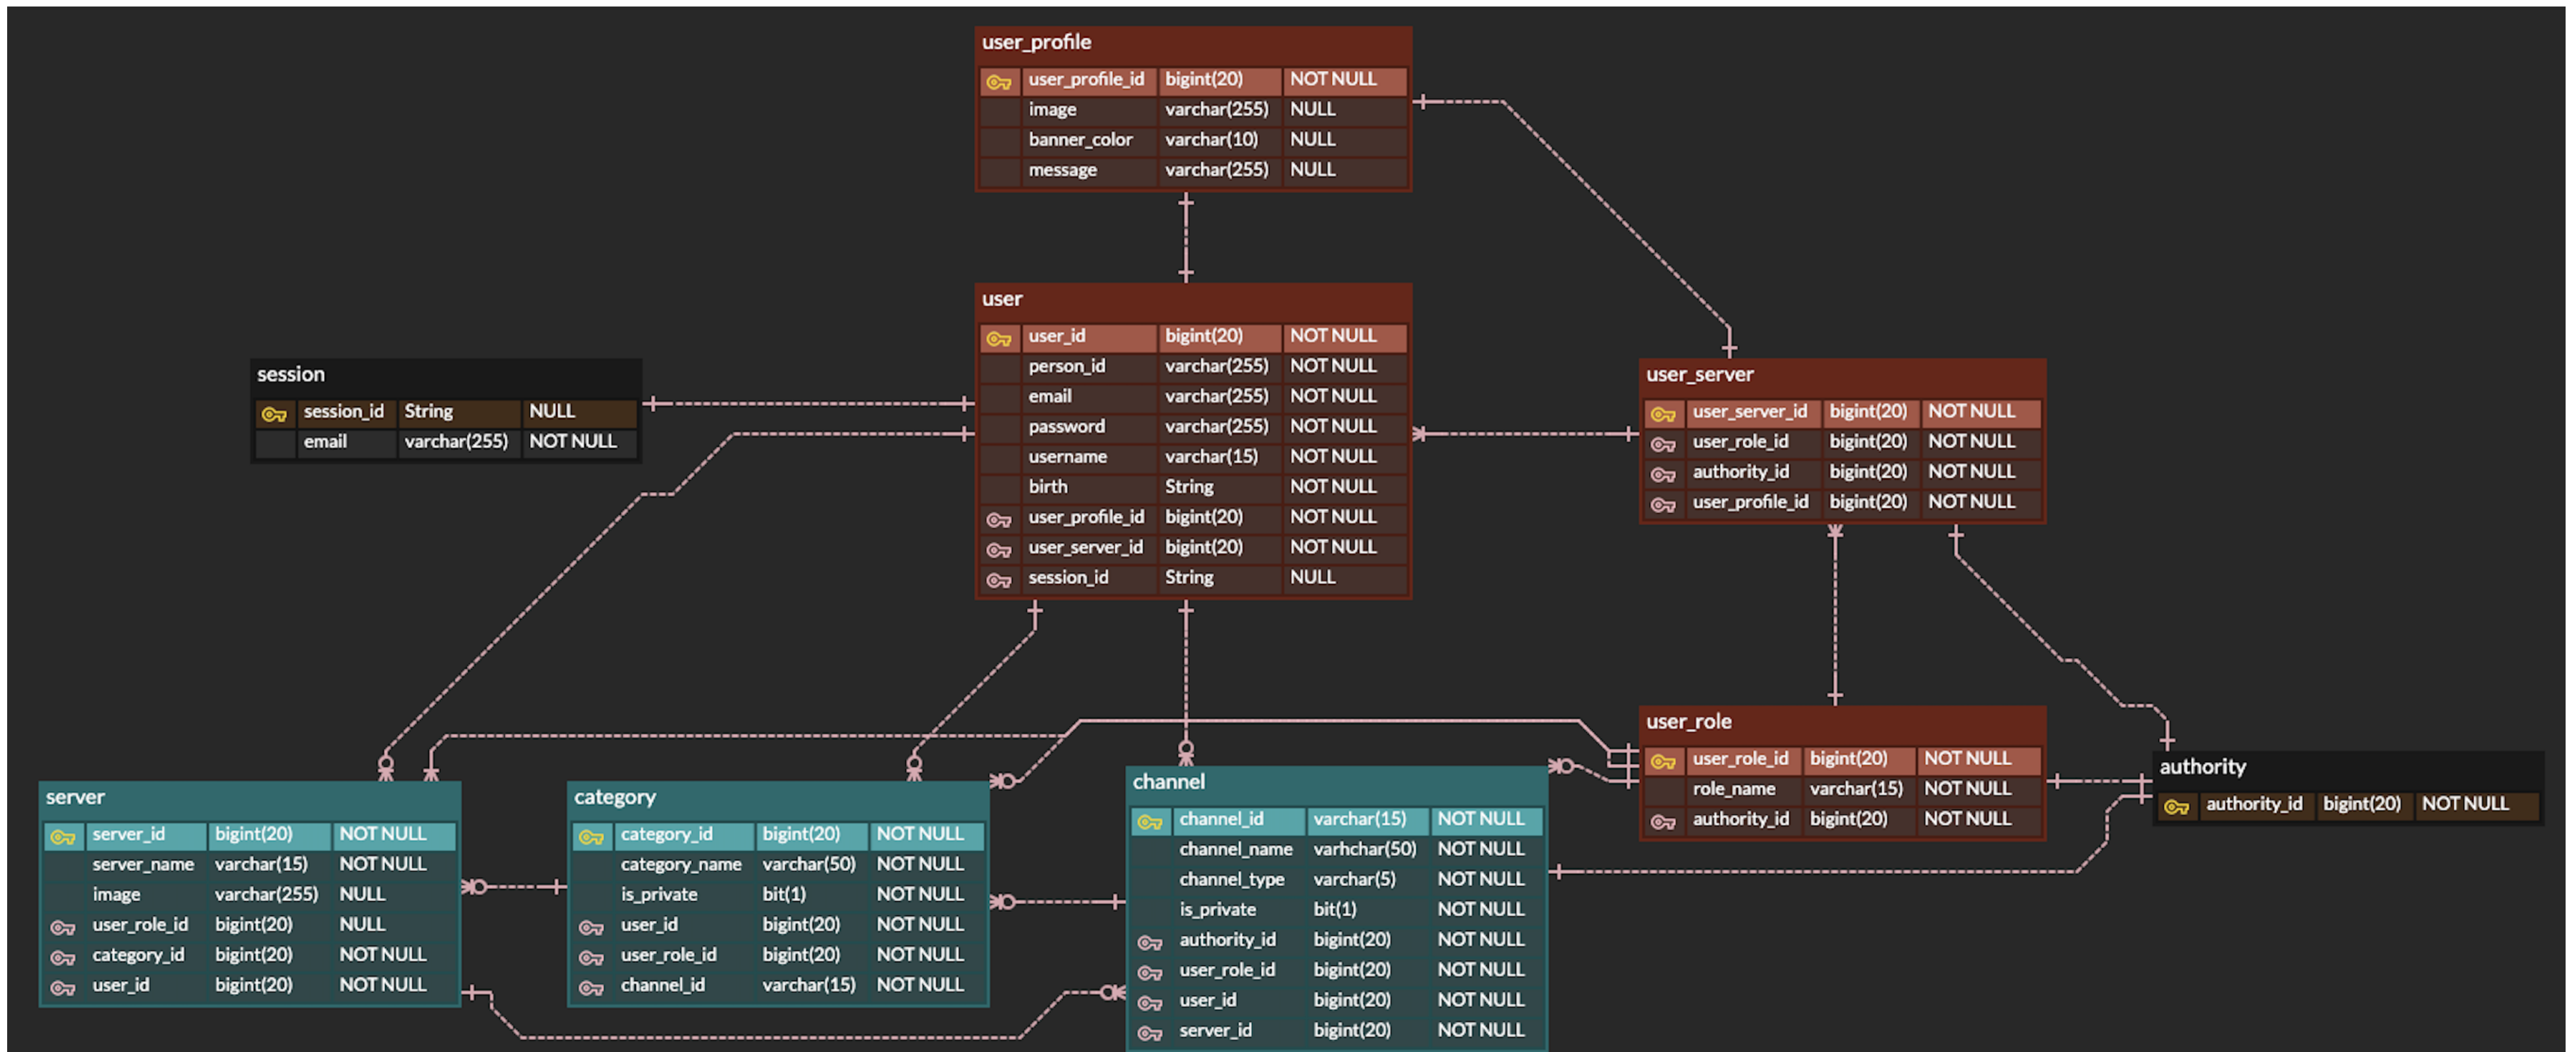 user_profile
user_profile_id bigint(20) NOT NULL
image varchar(255) NULL
banner_color varchar(10) NULL
message varchar(255) NULL
user
user_id bigint(20) NOT NULL
person_id varchar(255) NOT NULL
email varchar(255) NOT NULL
password varchar(255) NOT NULL
username varchar(15) NOT NULL
birth String NOT NULL
user_profile_id bigint(20) NOT NULL
user_server_id bigint(20) NOT NULL
session_id String NULL
session
session_id String NULL
email varchar(255) NOT NULL
user_server
user_server_id bigint(20) NOT NULL
user_role_id bigint(20) NOT NULL
authority_id bigint(20) NOT NULL
user_profile_id bigint(20) NOT NULL
user_role
user_role_id bigint(20) NOT NULL
role_name varchar(15) NOT NULL
authority_id bigint(20) NOT NULL
authority
authority_id bigint(20) NOT NULL
server
server_id bigint(20) NOT NULL
server_name varchar(15) NOT NULL
image varchar(255) NULL
user_role_id bigint(20) NULL
category_id bigint(20) NOT NULL
user_id bigint(20) NOT NULL
category
category_id bigint(20) NOT NULL
category_name varchar(50) NOT NULL
is_private bit(1) NOT NULL
user_id bigint(20) NOT NULL
user_role_id bigint(20) NOT NULL
channel_id varchar(15) NOT NULL
channel
channel_id varchar(15) NOT NULL
channel_name varhchar(50) NOT NULL
channel_type varchar(5) NOT NULL
is_private bit(1) NOT NULL
authority_id bigint(20) NOT NULL
user_role_id bigint(20) NOT NULL
user_id bigint(20) NOT NULL
server_id bigint(20) NOT NULL